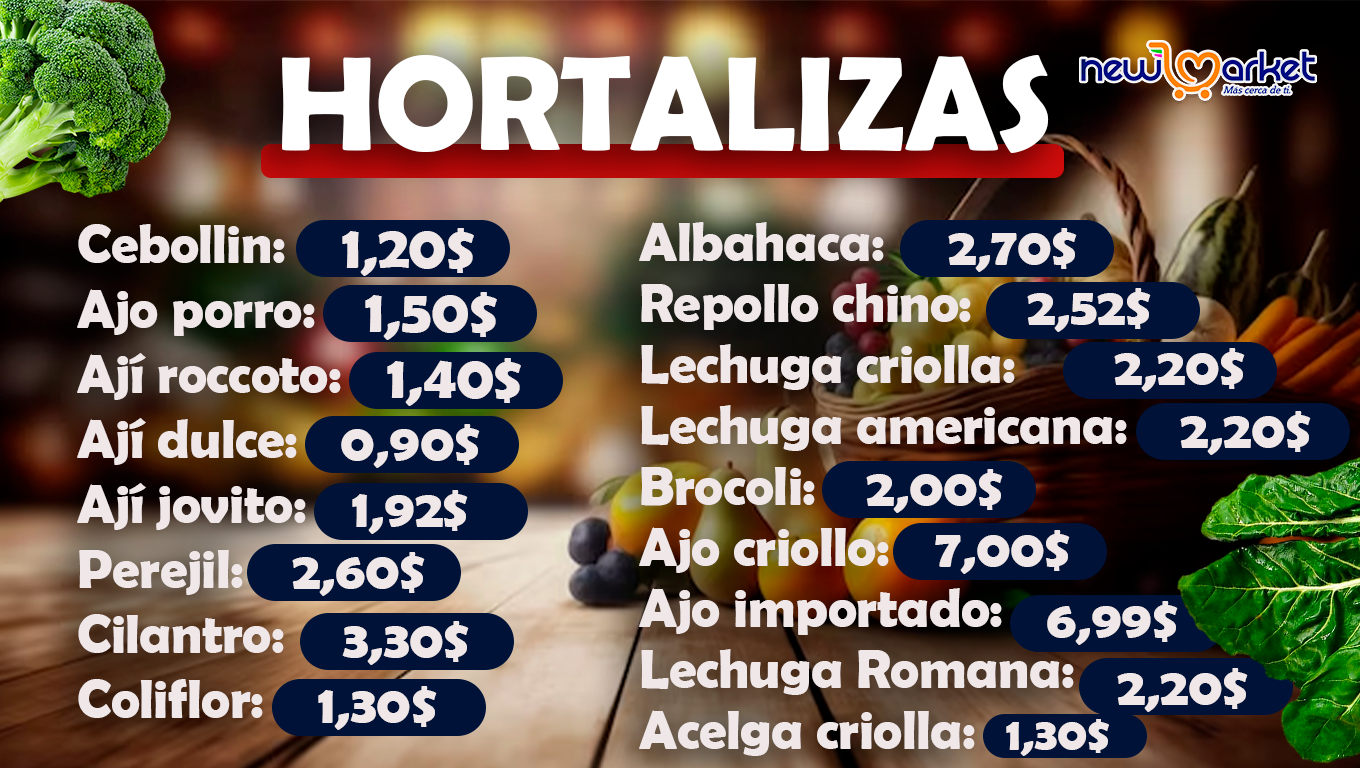 HORTALIZAS
new Market
Más cerca de ti.
Cebollin: 1,20$
Ajo porro: 1,50$
Ají roccoto: 1,40$
Ají dulce: 0,90$
Ají jovito: 1,92$
Perejil: 2,60$
Cilantro: 3,30$
Coliflor: 1,30$
Albahaca: 2,70$
Repollo chino: 2,52$
Lechuga criolla: 2,20$
Lechuga americana: 2,20$
Brocoli: 2,00$
Ajo criollo: 7,00$
Ajo importado: 6,99$
Lechuga Romana: 2,20$
Acelga criolla: 1,30$